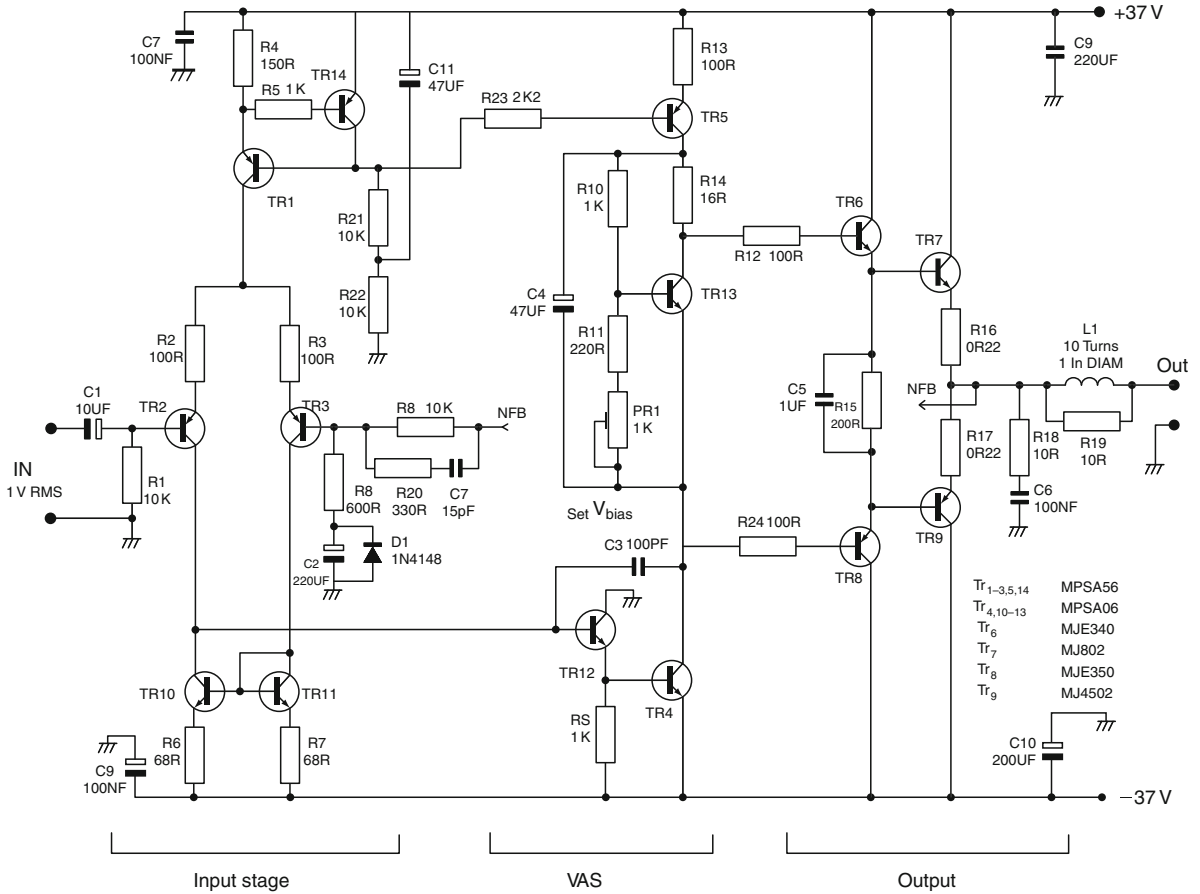 +37 V
C7
100NF
R4
150R
TR14
R5 1K
C11
47UF
R13
100R
C9
220UF
R23 2K2
TR5
TR1
R21
10K
R10
1K
R14
16R
TR6
R12 100R
TR7
R22
10K
C4
47UF
TR13
R11
220R
R2
100R
R3
100R
R16
0R22
L1
10 Turns
1 In DIAM
Out
C1
10UF
TR2
TR3
R8 10K
NFB
PR1
1K
C5
1UF
R15
200R
NFB
IN
1 V RMS
R1
10K
R8
600R
R20
330R
C7
15pF
R17
0R22
R18
10R
R19
10R
Set Vbias
C6
100NF
C2
220UF
D1
1N4148
R24 100R
C3 100PF
TR8
TR9
Tr1–3,5,14 MPSA56
Tr4,10–13 MPSA06
Tr6 MJE340
Tr7 MJ802
Tr8 MJE350
Tr9 MJ4502
TR10
TR11
TR12
TR4
RS
1K
R6
68R
R7
68R
C9
100NF
C10
200UF
–37 V
Input stage
VAS
Output